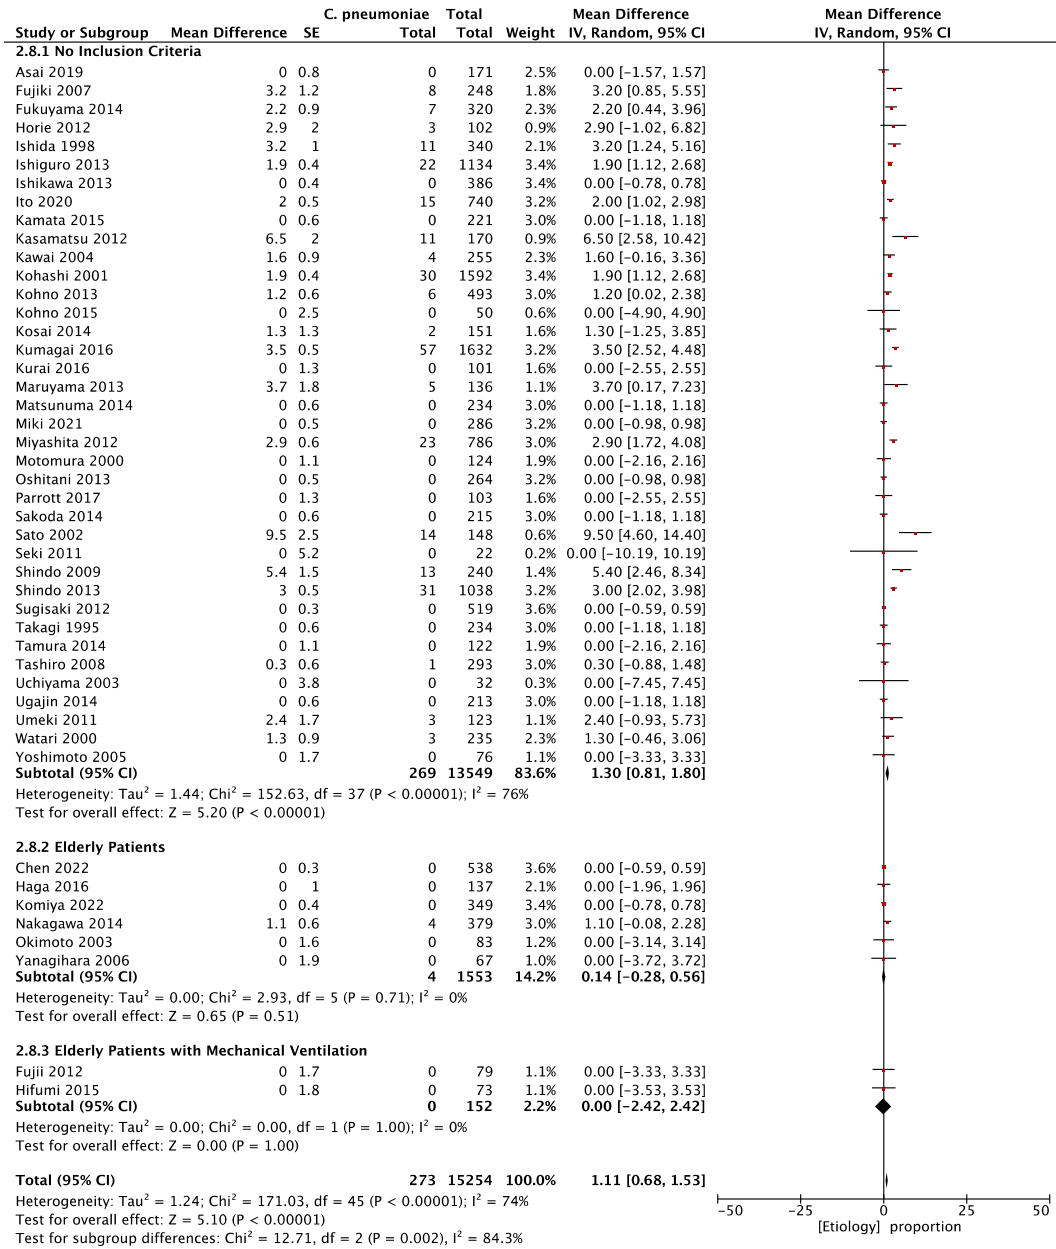 C. pneumoniae Total Mean Difference Mean Difference
Study or Subgroup Mean Difference SE Total Total Weight IV, Random, 95% CI IV, Random, 95% CI
2.8.1 No Inclusion Criteria
Asai 2019 0 0.8 0 171 2.5% 0.00 [−1.57, 1.57]
Fujiki 2007 3.2 1.2 8 248 1.8% 3.20 [0.85, 5.55]
Fukuyama 2014 2.2 0.9 7 320 2.3% 2.20 [0.44, 3.96]
Horie 2012 2.9 2 3 102 0.9% 2.90 [−1.02, 6.82]
Ishida 1998 3.2 1 11 340 2.1% 3.20 [1.24, 5.16]
Ishiguro 2013 1.9 0.4 22 1134 3.4% 1.90 [1.12, 2.68]
Ishikawa 2013 0 0.4 0 386 3.4% 0.00 [−0.78, 0.78]
Ito 2020 2 0.5 15 740 3.2% 2.00 [1.02, 2.98]
Kamata 2015 0 0.6 0 221 3.0% 0.00 [−1.18, 1.18]
Kasamatsu 2012 6.5 2 11 170 0.9% 6.50 [2.58, 10.42]
Kawai 2004 1.6 0.9 4 255 2.3% 1.60 [−0.16, 3.36]
Kohashi 2001 1.9 0.4 30 1592 3.4% 1.90 [1.12, 2.68]
Kohno 2013 1.2 0.6 6 493 3.0% 1.20 [0.02, 2.38]
Kohno 2015 0 2.5 0 50 0.6% 0.00 [−4.90, 4.90]
Kosai 2014 1.3 1.3 2 151 1.6% 1.30 [−1.25, 3.85]
Kumagai 2016 3.5 0.5 57 1632 3.2% 3.50 [2.52, 4.48]
Kurai 2016 0 1.3 0 101 1.6% 0.00 [−2.55, 2.55]
Maruyama 2013 3.7 1.8 5 136 1.1% 3.70 [0.17, 7.23]
Matsunuma 2014 0 0.6 0 234 3.0% 0.00 [−1.18, 1.18]
Miki 2021 0 0.5 0 286 3.2% 0.00 [−0.98, 0.98]
Miyashita 2012 2.9 0.6 23 786 3.0% 2.90 [1.72, 4.08]
Motomura 2000 0 1.1 0 124 1.9% 0.00 [−2.16, 2.16]
Oshitani 2013 0 0.5 0 264 3.2% 0.00 [−0.98, 0.98]
Parrott 2017 0 1.3 0 103 1.6% 0.00 [−2.55, 2.55]
Sakoda 2014 0 0.6 0 215 3.0% 0.00 [−1.18, 1.18]
Sato 2002 9.5 2.5 14 148 0.6% 9.50 [4.60, 14.40]
Seki 2011 0 5.2 0 22 0.2% 0.00 [−10.19, 10.19]
Shindo 2009 5.4 1.5 13 240 1.4% 5.40 [2.46, 8.34]
Shindo 2013 3 0.5 31 1038 3.2% 3.00 [2.02, 3.98]
Sugisaki 2012 0 0.3 0 519 3.6% 0.00 [−0.59, 0.59]
Takagi 1995 0 0.6 0 234 3.0% 0.00 [−1.18, 1.18]
Tamura 2014 0 1.1 0 122 1.9% 0.00 [−2.16, 2.16]
Tashiro 2008 0.3 0.6 1 293 3.0% 0.30 [−0.88, 1.48]
Uchiyama 2003 0 3.8 0 32 0.3% 0.00 [−7.45, 7.45]
Ugajin 2014 0 0.6 0 213 3.0% 0.00 [−1.18, 1.18]
Umeki 2011 2.4 1.7 3 123 1.1% 2.40 [−0.93, 5.73]
Watari 2000 1.3 0.9 3 235 2.3% 1.30 [−0.46, 3.06]
Yoshimoto 2005 0 1.7 0 76 1.1% 0.00 [−3.33, 3.33]
Subtotal (95% CI) 269 13549 83.6% 1.30 [0.81, 1.80]
Heterogeneity: Tau² = 1.44; Chi² = 152.63, df = 37 (P < 0.00001); I² = 76%
Test for overall effect: Z = 5.20 (P < 0.00001)
2.8.2 Elderly Patients
Chen 2022 0 0.3 0 538 3.6% 0.00 [−0.59, 0.59]
Haga 2016 0 1 0 137 2.1% 0.00 [−1.96, 1.96]
Komiya 2022 0 0.4 0 349 3.4% 0.00 [−0.78, 0.78]
Nakagawa 2014 1.1 0.6 4 379 3.0% 1.10 [−0.08, 2.28]
Okimoto 2003 0 1.6 0 83 1.2% 0.00 [−3.14, 3.14]
Yanagihara 2006 0 1.9 0 67 1.0% 0.00 [−3.72, 3.72]
Subtotal (95% CI) 4 1553 14.2% 0.14 [−0.28, 0.56]
Heterogeneity: Tau² = 0.00; Chi² = 2.93, df = 5 (P = 0.71); I² = 0%
Test for overall effect: Z = 0.65 (P = 0.51)
2.8.3 Elderly Patients with Mechanical Ventilation
Fujii 2012 0 1.7 0 79 1.1% 0.00 [−3.33, 3.33]
Hifumi 2015 0 1.8 0 73 1.1% 0.00 [−3.53, 3.53]
Subtotal (95% CI) 0 152 2.2% 0.00 [−2.42, 2.42]
Heterogeneity: Tau² = 0.00; Chi² = 0.00, df = 1 (P = 1.00); I² = 0%
Test for overall effect: Z = 0.00 (P = 1.00)
Total (95% CI) 273 15254 100.0% 1.11 [0.68, 1.53]
Heterogeneity: Tau² = 1.24; Chi² = 171.03, df = 45 (P < 0.00001); I² = 74%
Test for overall effect: Z = 5.10 (P < 0.00001)
Test for subgroup differences: Chi² = 12.71, df = 2 (P = 0.002), I² = 84.3%
−50 −25 0 25 50
[Etiology] proportion